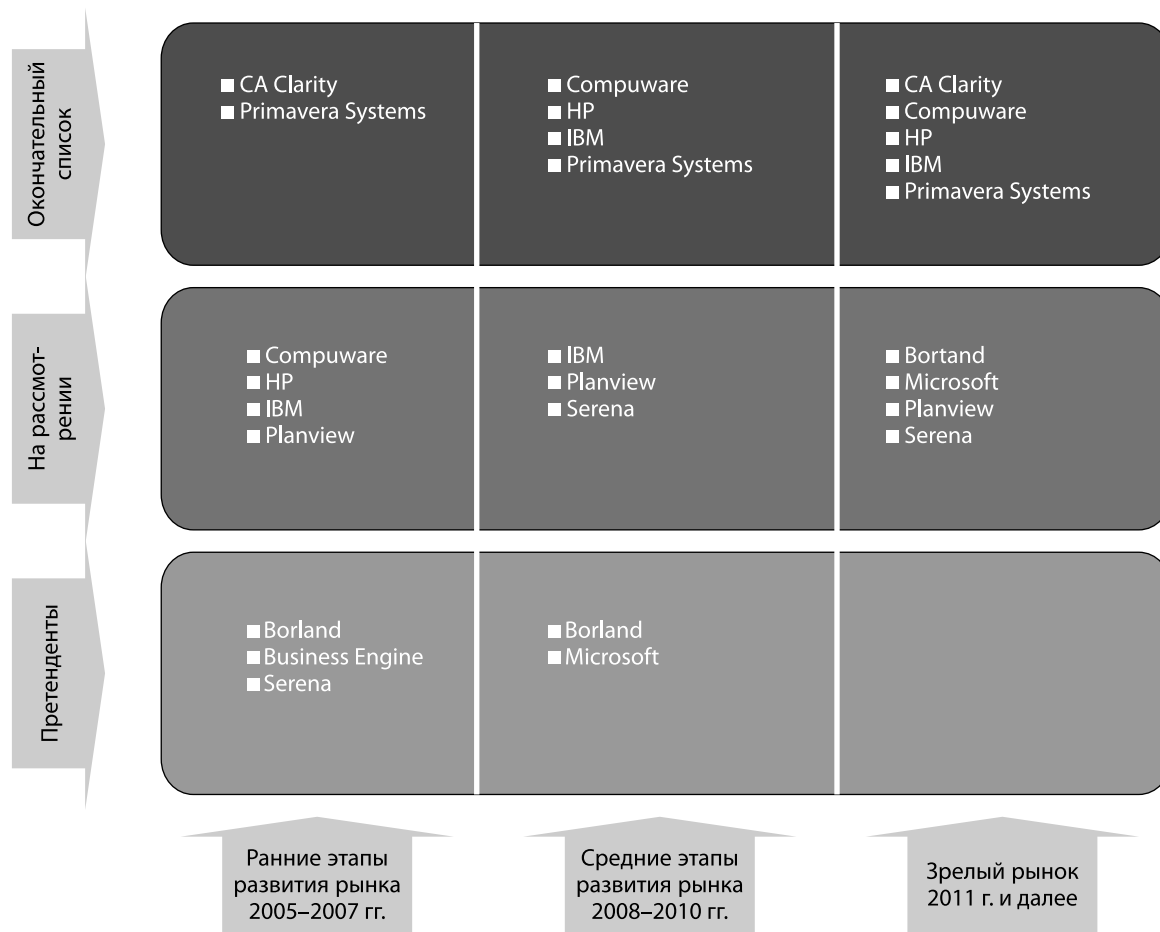 Окончательный
список
■ CA Clarity
■ Primavera Systems
■ Compuware
■ HP
■ IBM
■ Primavera Systems
■ CA Clarity
■ Compuware
■ HP
■ IBM
■ Primavera Systems
На рассмот-
рении
■ Compuware
■ HP
■ IBM
■ Planview
■ IBM
■ Planview
■ Serena
■ Bortand
■ Microsoft
■ Planview
■ Serena
Претенденты
■ Borland
■ Business Engine
■ Serena
■ Borland
■ Microsoft
Ранние этапы
развития рынка
2005–2007 гг.
Средние этапы
развития рынка
2008–2010 гг.
Зрелый рынок
2011 г. и далее